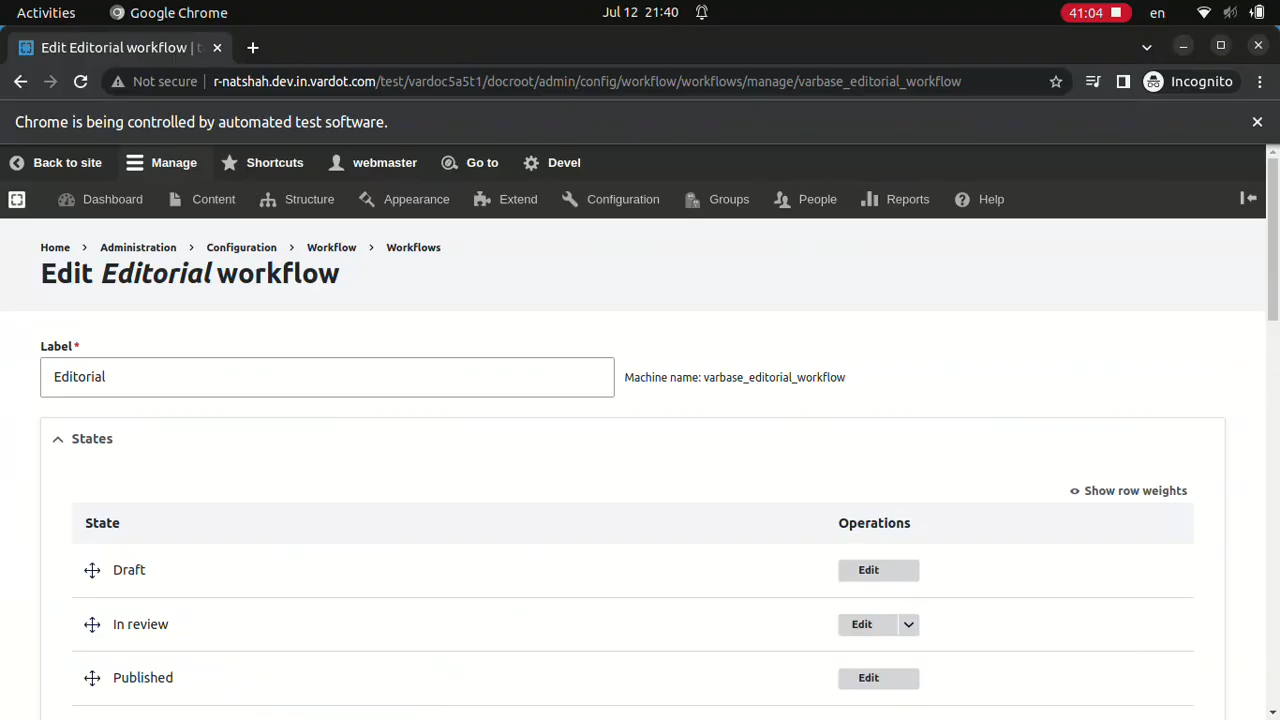 Activities
Google Chrome
Jul 12 21:40
41:04
en
Edit Editorial workflow | t
Not secure
r-natshah.dev.in.vardot.com/test/vardoc5a5t1/docroot/admin/config/workflow/workflows/manage/varbase_editorial_workflow
Incognito
Chrome is being controlled by automated test software.
Back to site
Manage
Shortcuts
webmaster
Go to
Devel
Dashboard
Content
Structure
Appearance
Extend
Configuration
Groups
People
Reports
Help
Home > Administration > Configuration > Workflow > Workflows
Edit Editorial workflow
Label*
Editorial
Machine name: varbase_editorial_workflow
States
Show row weights
State
Operations
Draft
Edit
In review
Edit
Published
Edit